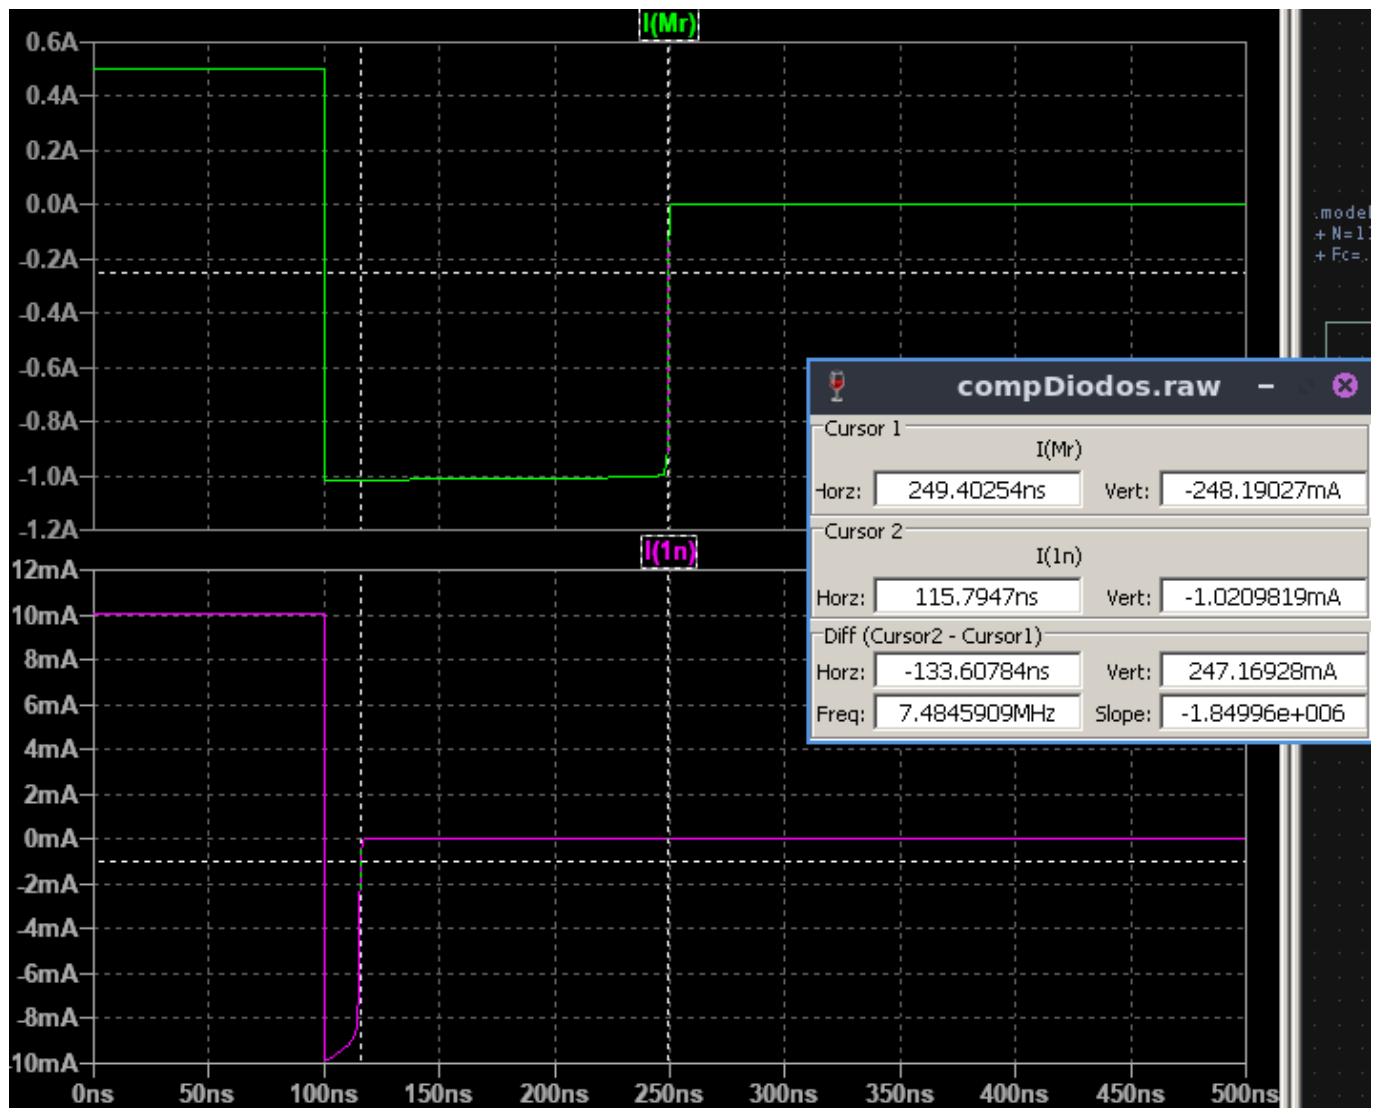 I(Mr)
0.6A
0.4A
0.2A
0.0A
-0.2A
-0.4A
-0.6A
-0.8A
-1.0A
-1.2A
I(1n)
12mA
10mA
8mA
6mA
4mA
2mA
0mA
-2mA
-4mA
-6mA
-8mA
-10mA
0ns 50ns 100ns 150ns 200ns 250ns 300ns 350ns 400ns 450ns 500ns
.model
+ N=1
+ Fc=.
compDiodos.raw
Cursor 1
I(Mr)
Horz: 249.40254ns Vert: -248.19027mA
Cursor 2
I(1n)
Horz: 115.7947ns Vert: -1.0209819mA
Diff (Cursor2 - Cursor1)
Horz: -133.60784ns Vert: 247.16928mA
Freq: 7.4845909MHz Slope: -1.84996e+006